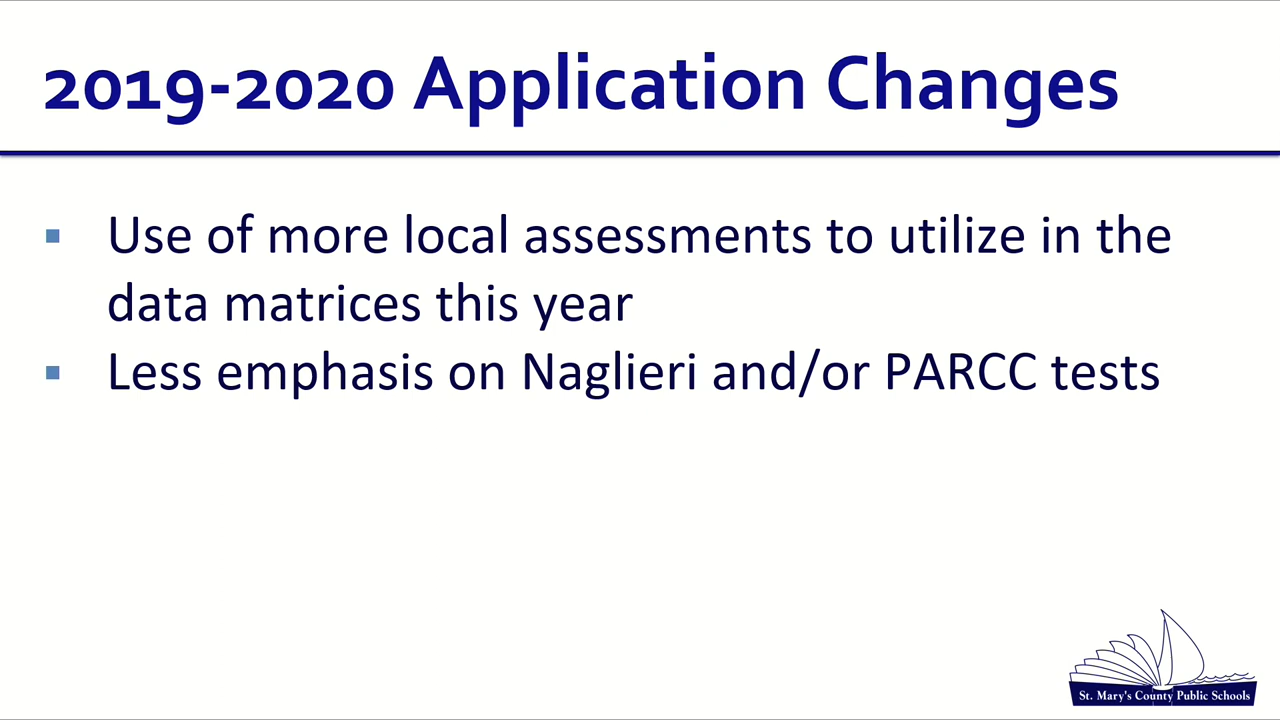 2019-2020 Application Changes
▪ Use of more local assessments to utilize in the
data matrices this year
▪ Less emphasis on Naglieri and/or PARCC tests
St. Mary's County Public Schools